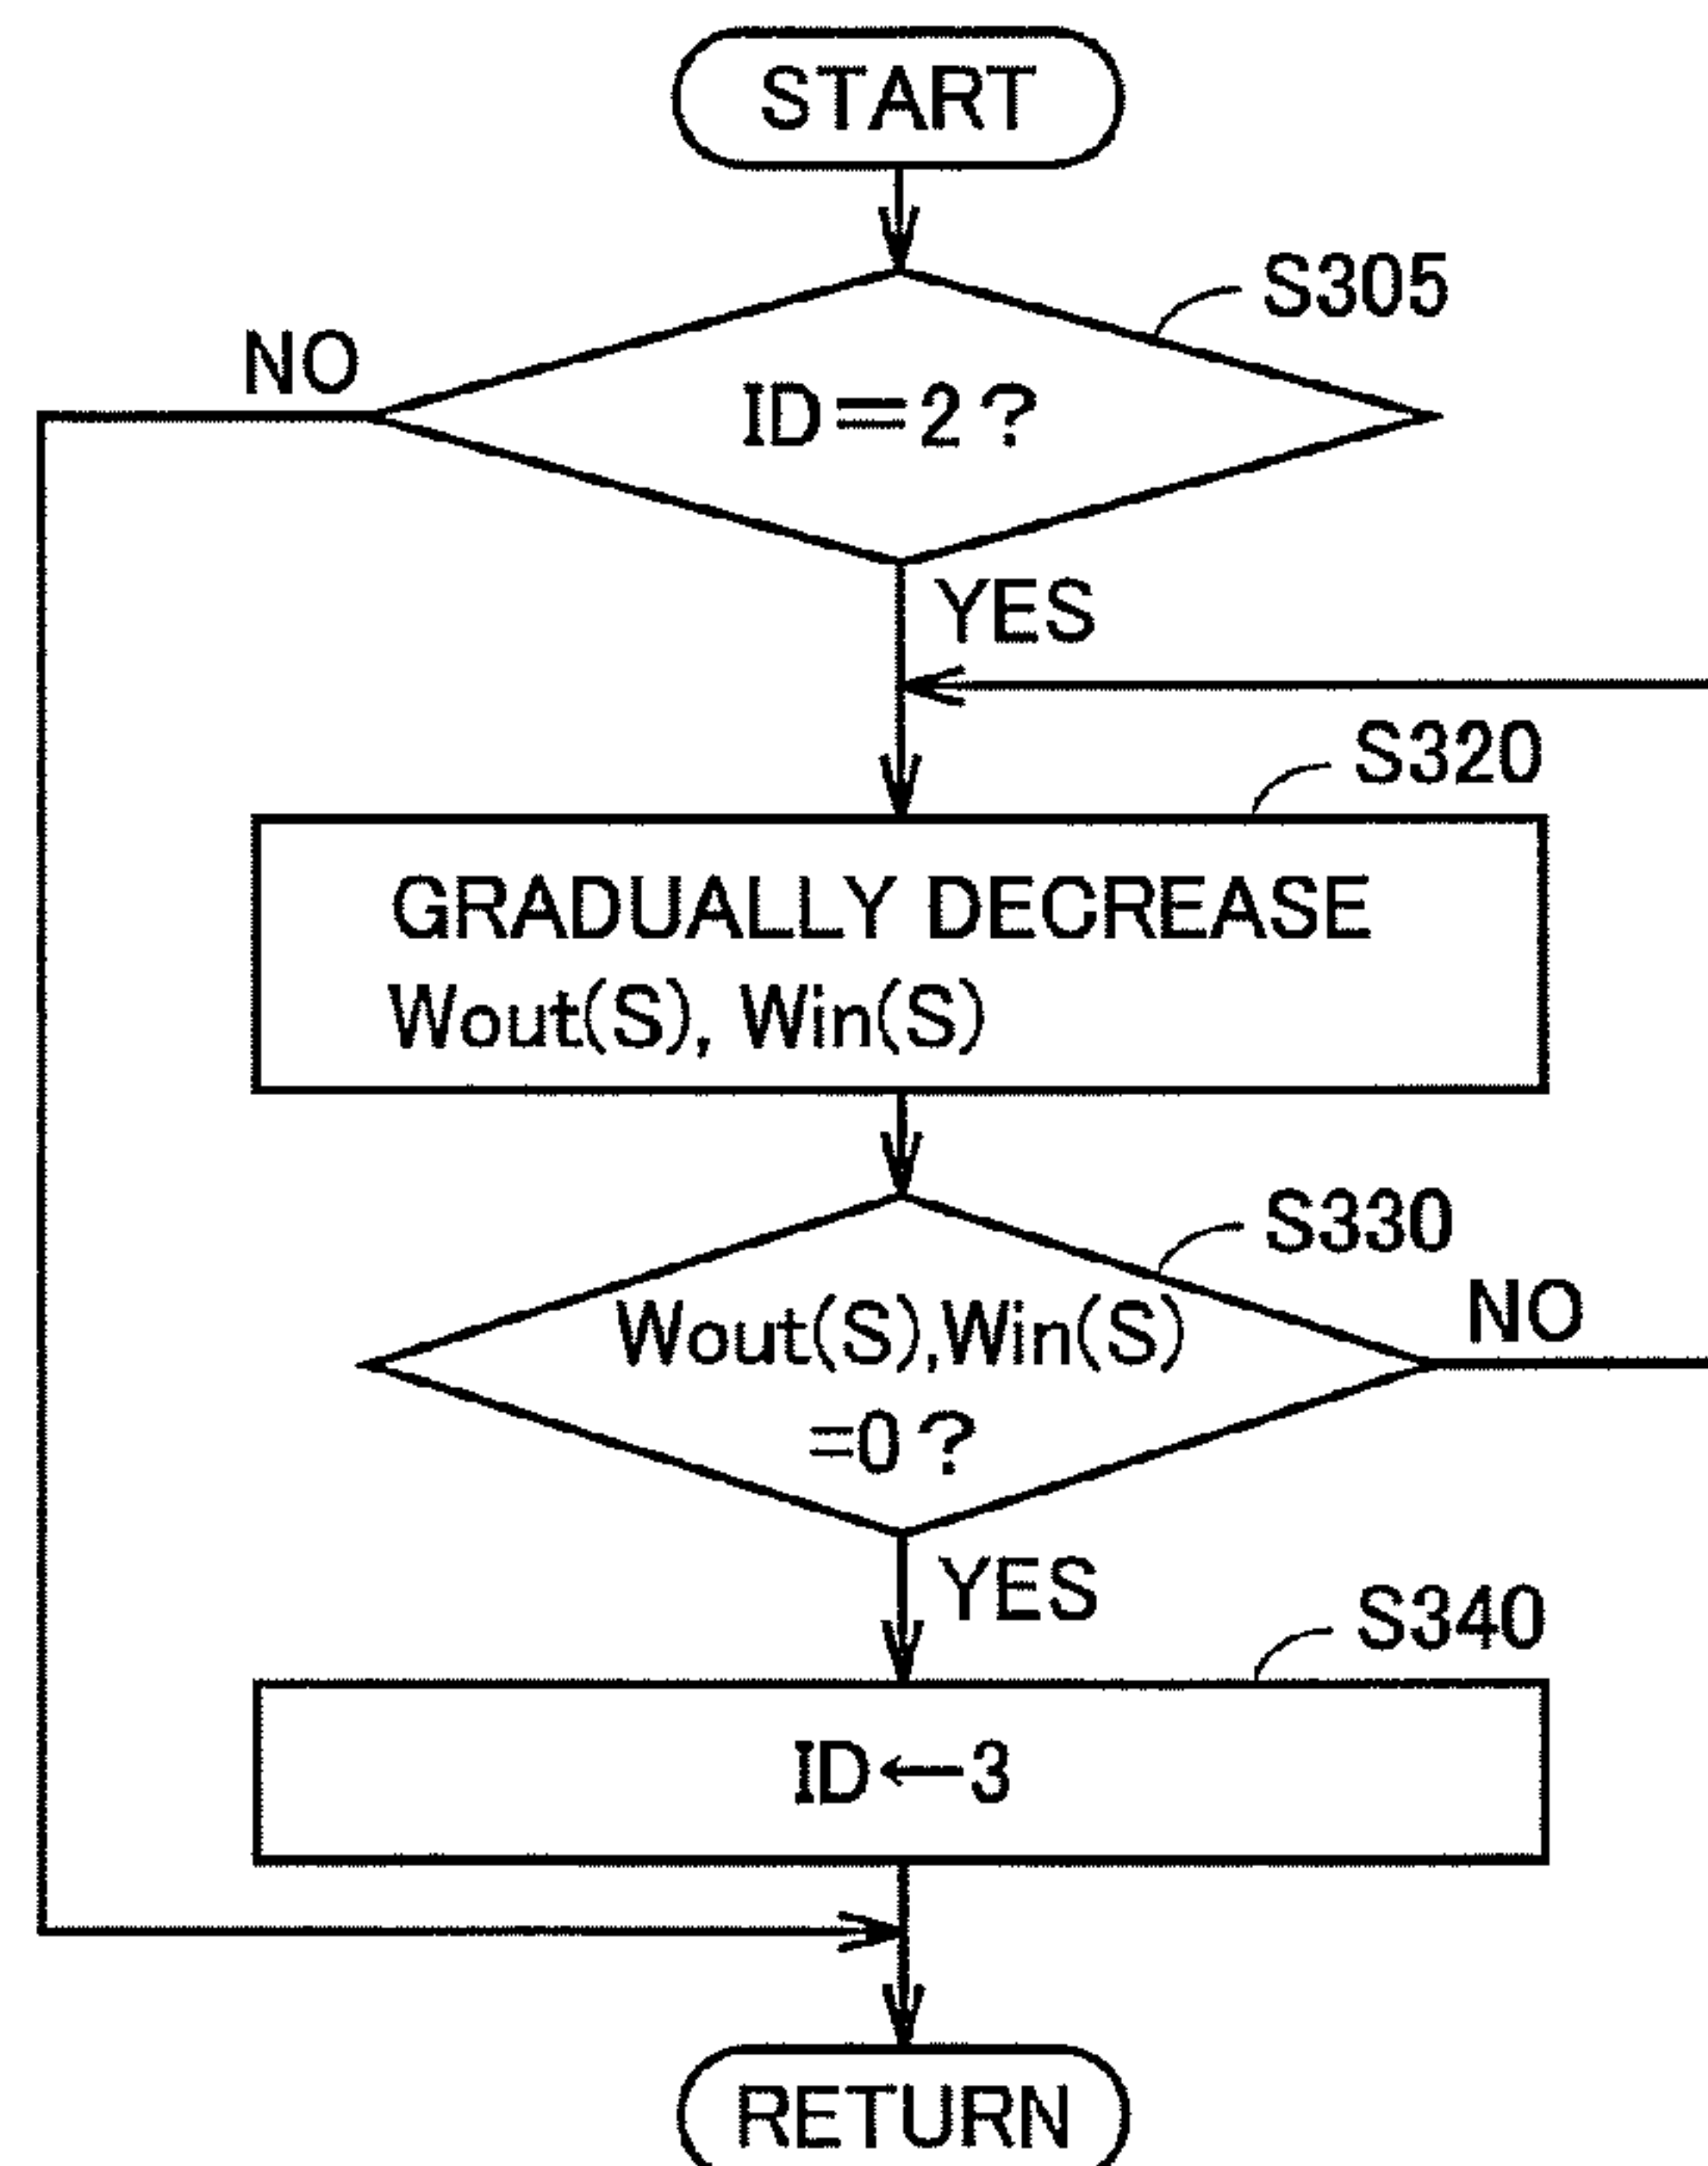 START
S305
NO
ID=2?
YES
S320
GRADUALLY DECREASE
Wout(S), Win(S)
S330
Wout(S),Win(S)
=0?
NO
YES
S340
ID←3
RETURN